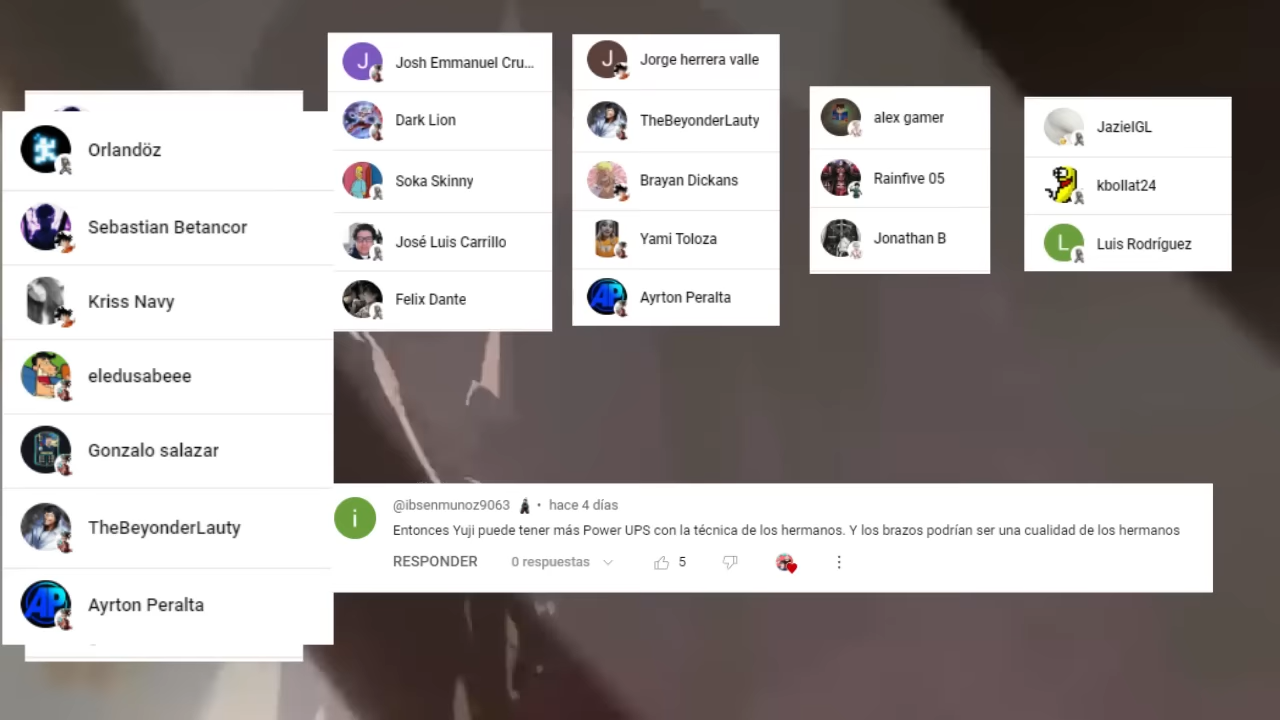 Orlandöz
Sebastian Betancor
Kriss Navy
eledusabeee
Gonzalo salazar
TheBeyonderLauty
AP
Ayrton Peralta
J
Josh Emmanuel Cru...
Dark Lion
Soka Skinny
José Luis Carrillo
Felix Dante
J
Jorge herrera valle
TheBeyonderLauty
Brayan Dickans
Yami Toloza
AP
Ayrton Peralta
alex gamer
Rainfive 05
Jonathan B
JazielGL
kbollat24
L
Luis Rodríguez
i
@ibsenmunoz9063 • hace 4 días
Entonces Yuji puede tener más Power UPS con la técnica de los hermanos. Y los brazos podrían ser una cualidad de los hermanos
RESPONDER 0 respuestas 5